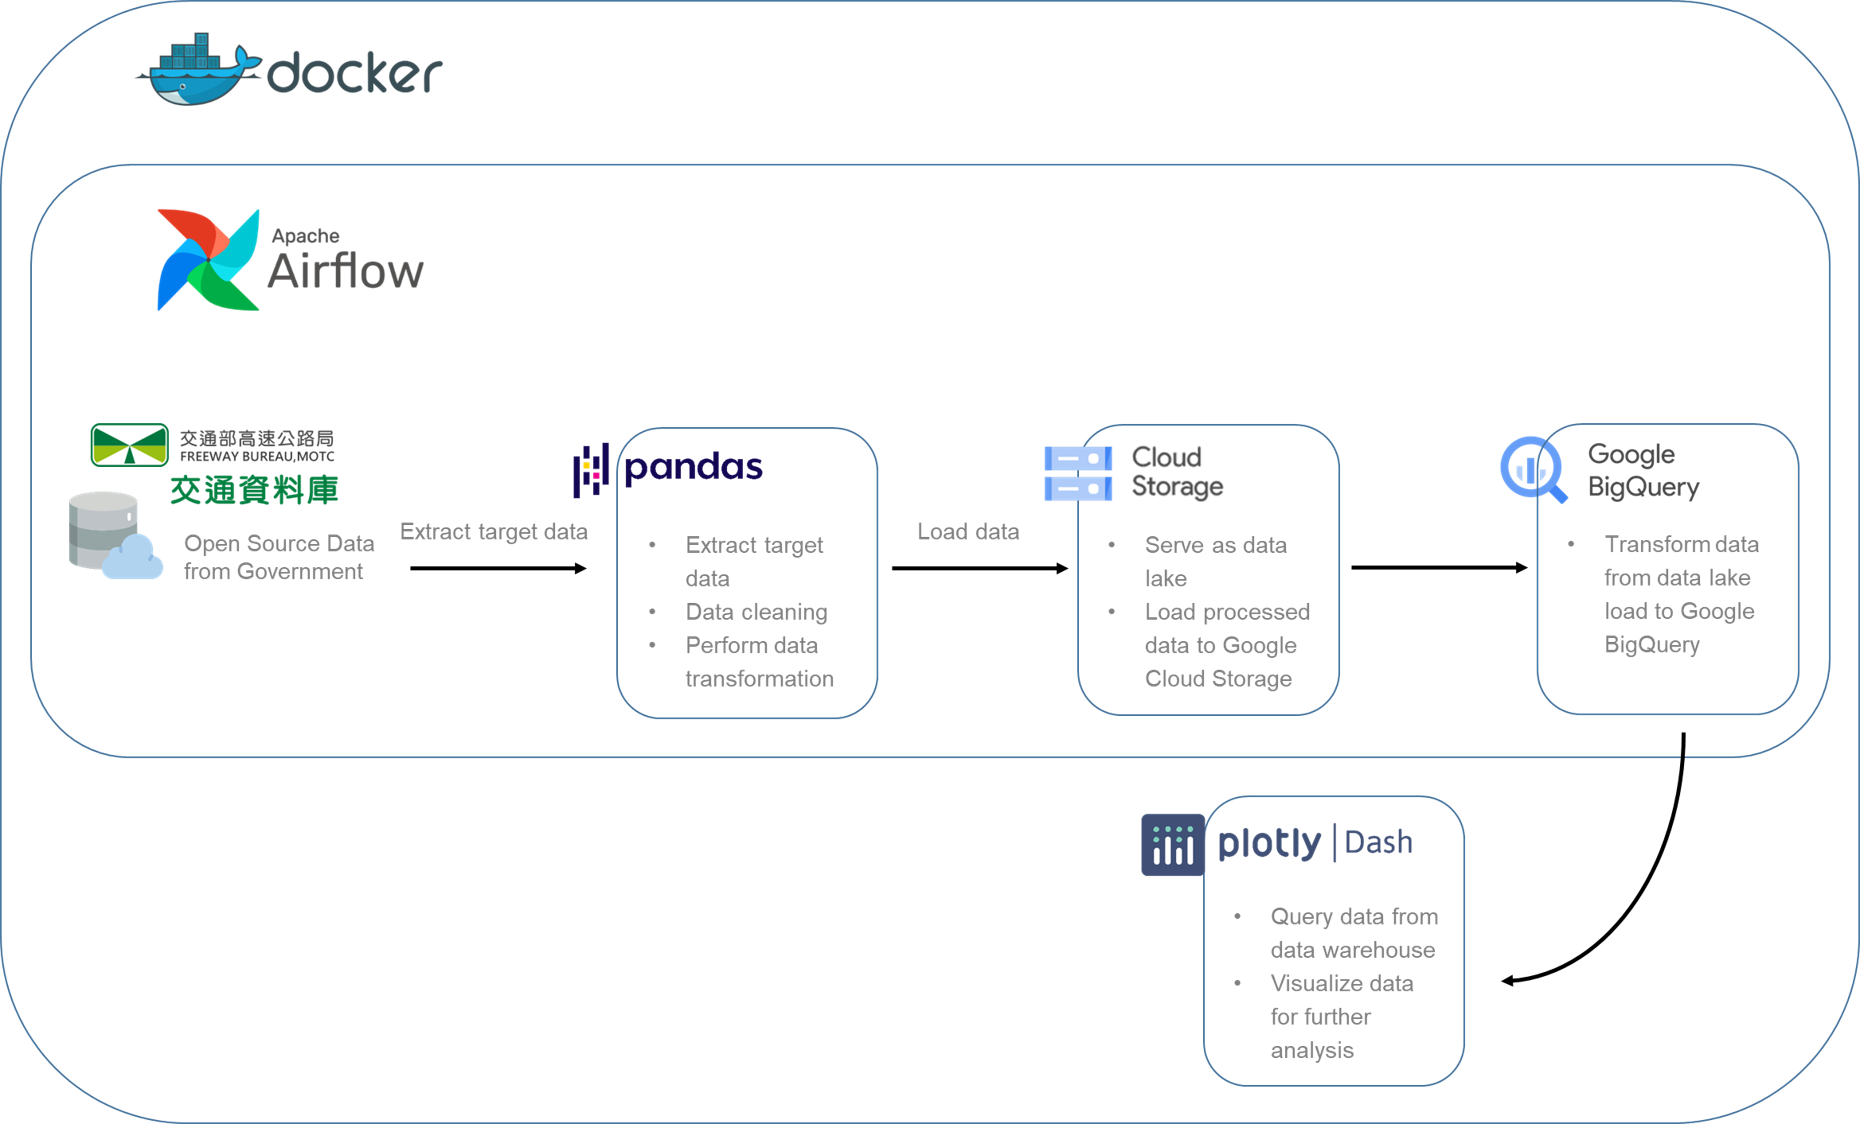 docker
Apache
Airflow
交通部高速公路局
FREEWAY BUREAU,MOTC
交通資料庫
Open Source Data
from Government
Extract target data
pandas
• Extract target
data
• Data cleaning
• Perform data
transformation
Load data
Cloud
Storage
• Serve as data
lake
• Load processed
data to Google
Cloud Storage
Google
BigQuery
• Transform data
from data lake
load to Google
BigQuery
plotly | Dash
• Query data from
data warehouse
• Visualize data
for further
analysis